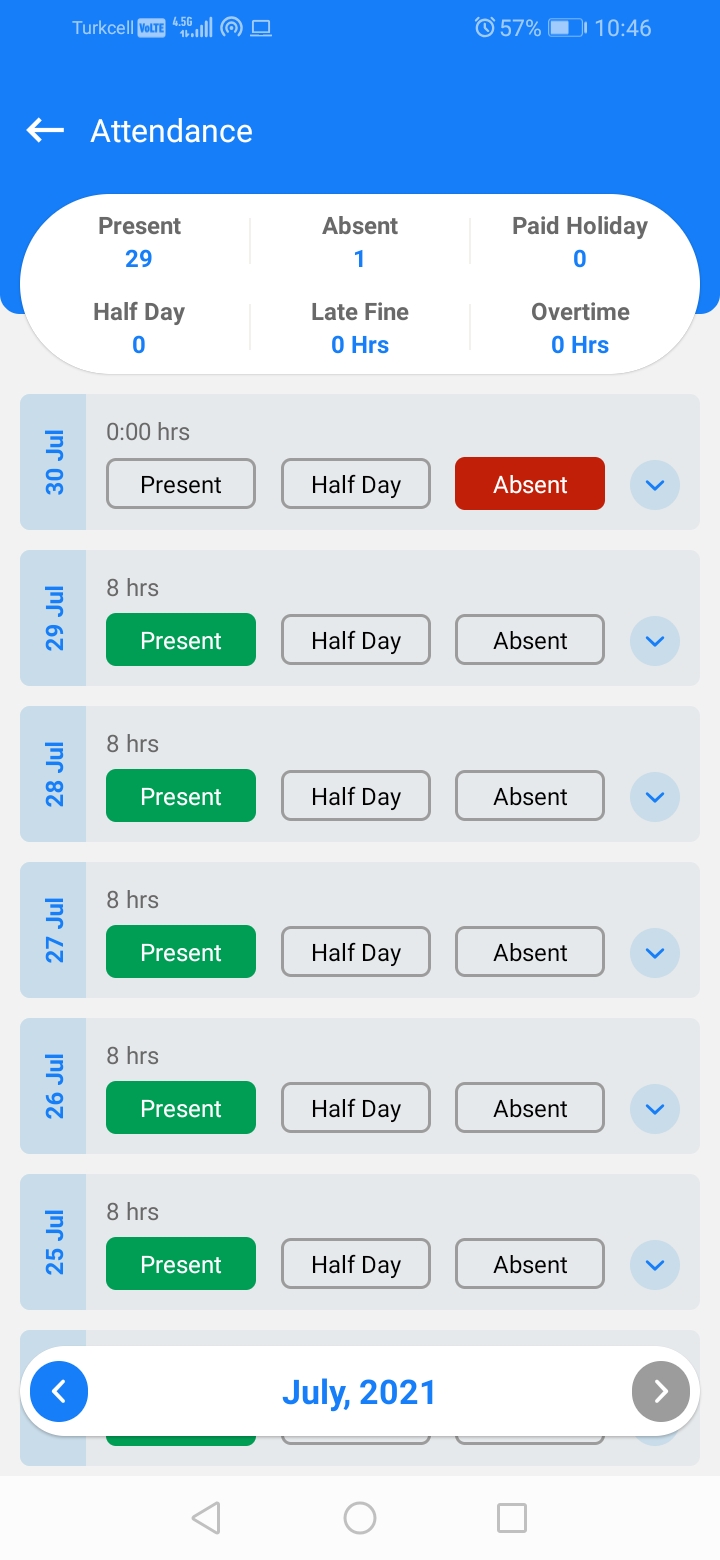 Turkcell VoLTE 4.5G 57% 10:46
Attendance
Present Absent Paid Holiday
29 1 0
Half Day Late Fine Overtime
0 0 Hrs 0 Hrs
30 Jul
0:00 hrs
Present Half Day Absent
29 Jul
8 hrs
Present Half Day Absent
28 Jul
8 hrs
Present Half Day Absent
27 Jul
8 hrs
Present Half Day Absent
26 Jul
8 hrs
Present Half Day Absent
25 Jul
8 hrs
Present Half Day Absent
July, 2021